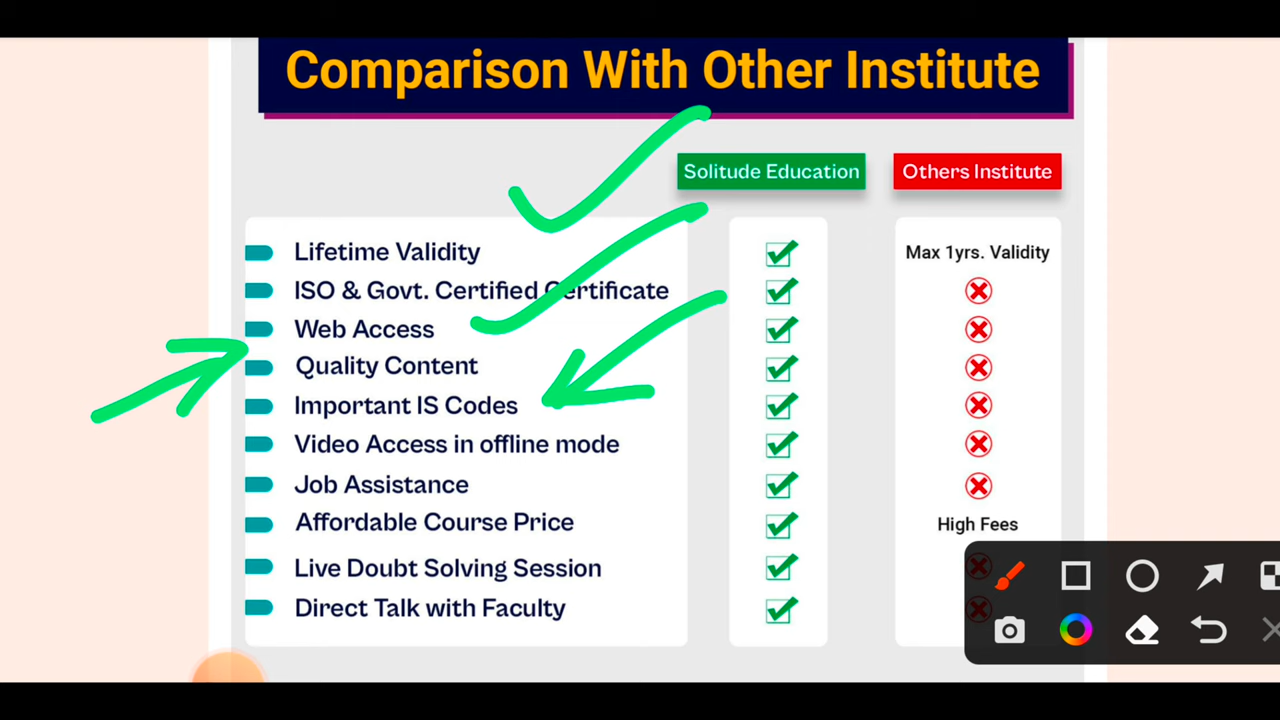 Comparison With Other Institute
Solitude Education
Others Institute
Lifetime Validity
Max 1yrs. Validity
ISO & Govt. Certified Certificate
Web Access
Quality Content
Important IS Codes
Video Access in offline mode
Job Assistance
Affordable Course Price
High Fees
Live Doubt Solving Session
Direct Talk with Faculty